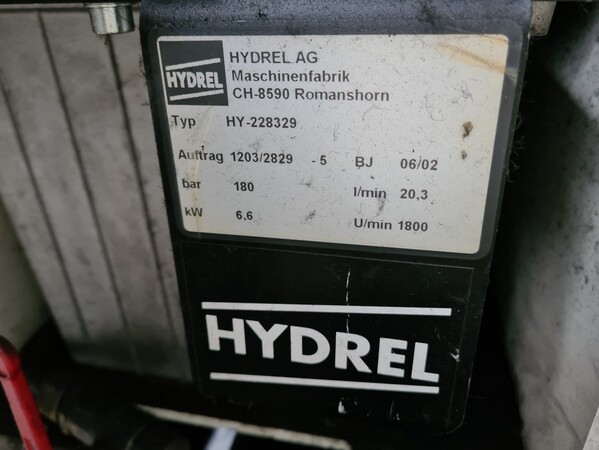 HYDREL
HYDREL AG
Maschinenfabrik
CH-8590 Romanshorn
Typ HY-228329
Auftrag 1203/2829 -5 BJ 06/02
bar 180 l/min 20,3
kW 6,6 U/min 1800
HYDREL